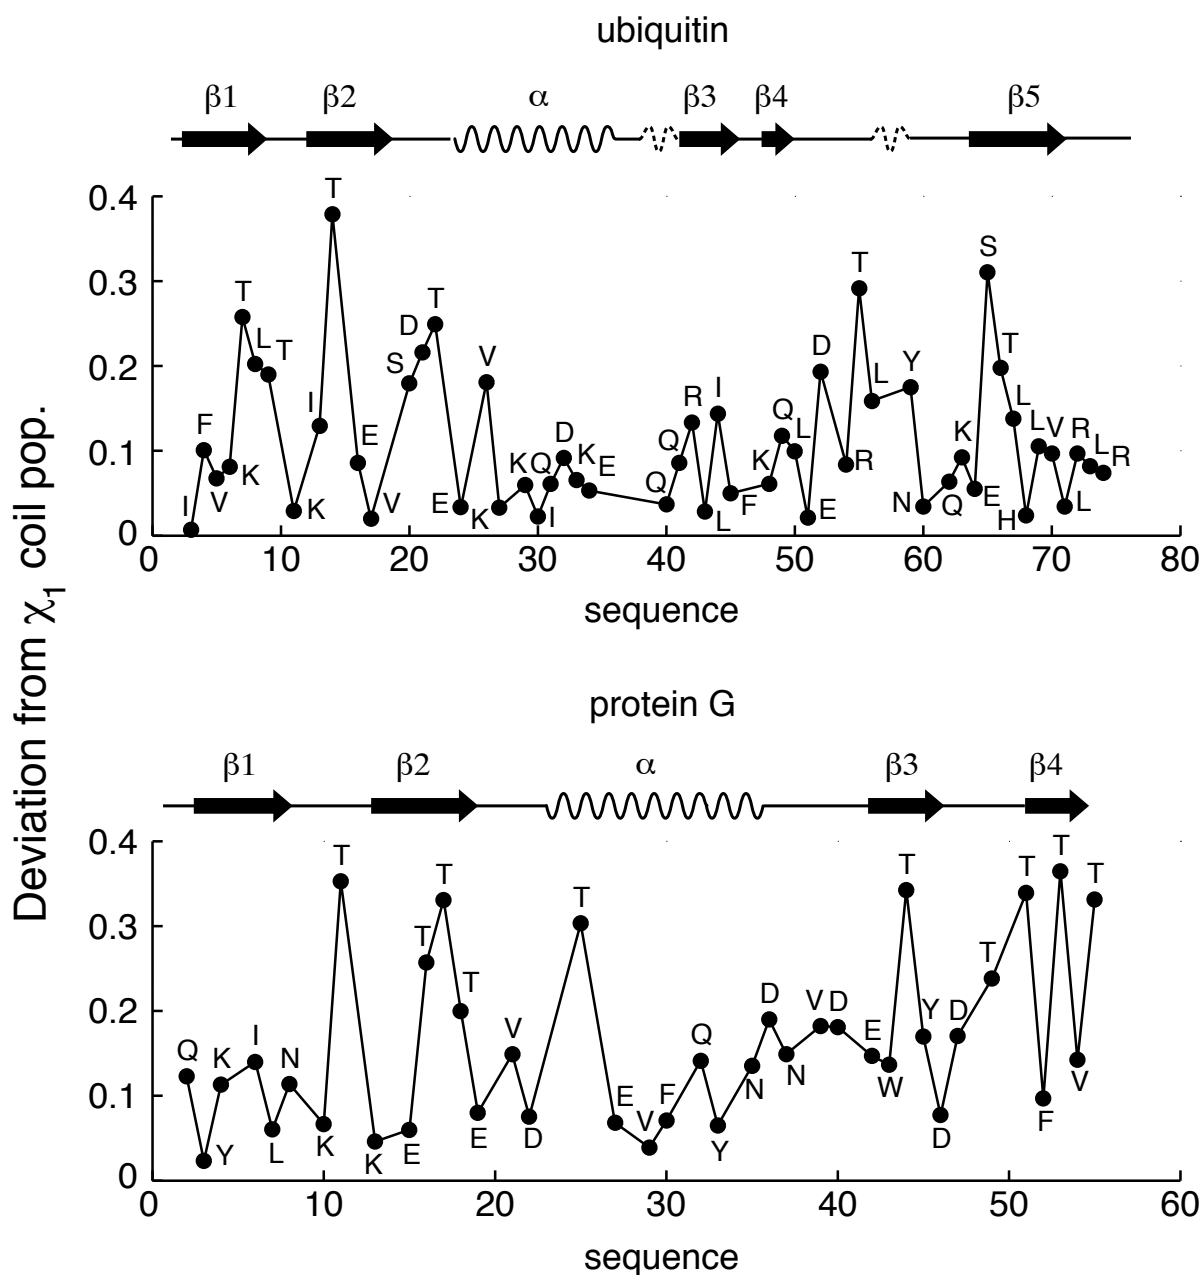 ubiquitin
β1 β2 α β3 β4 β5
Deviation from χ1 coil pop.
0.4
0.3
0.2
0.1
0
I F V K T L T K I T E V S D T E V K K I Q D K E Q Q R L I F K Q L E D R T L Y N Q K E S T L H L V L R L R
0 10 20 30 40 50 60 70 80
sequence
protein G
β1 β2 α β3 β4
0.4
0.3
0.2
0.1
0
Q Y K I L N K T K E T T T E V D T E V F Q Y N D N V D E W T Y D D T T F T V T
0 10 20 30 40 50 60
sequence